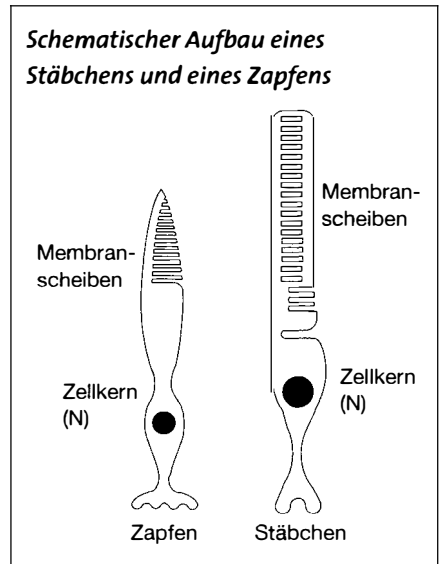 Schematischer Aufbau eines
Stäbchens und eines Zapfens
Membran-
scheiben
Membran-
scheiben
Zellkern
(N)
Zellkern
(N)
Zapfen
Stäbchen